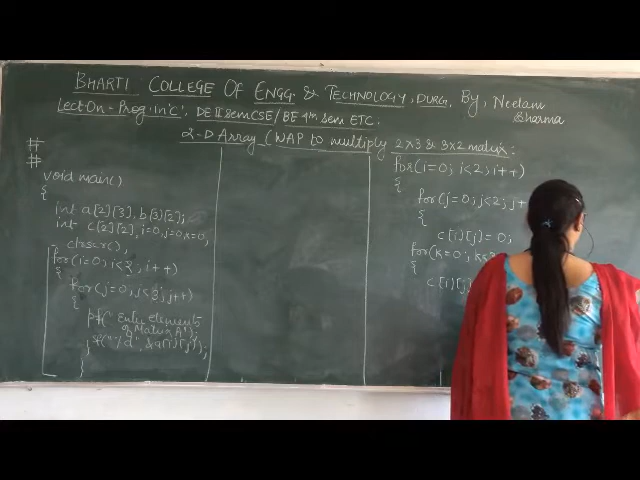 BHARTI COLLEGE OF ENGG. & TECHNOLOGY, DURG. By, Neelam Sharma
Lect On - Prog. In 'C', DE II Sem CSE/ BE 4th Sem ETC.
2-D Array (WAP to multiply 2x3 & 3x2 matrix:
#
#
void main()
{
int a[2][3], b[3][2];
int c[2][2], i=0, j=0, k=0,
clrscr(),
for(i=0; i<2; i++)
{
for(j=0; j<3; j++)
{
pf(" Enter elements
of Matrix A");
sf("%d", &a[i][j]);
}
}
for(i=0; i<2; i++)
{
for(j=0; j<2; j+
{
c[i][j] = 0;
for(k=0; k<3
{
c[i][j]